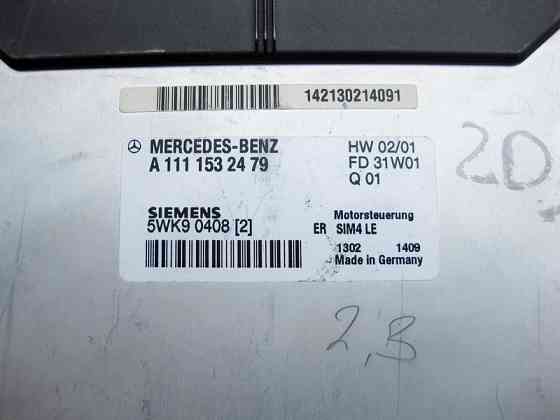 142130214091
MERCEDES-BENZ
A 111 153 24 79
HW 02/01
FD 31W01
Q 01
SIEMENS
5WK9 0408 [2]
Motorsteuerung
ER SIM4 LE
1302 1409
Made in Germany
2D
2,3